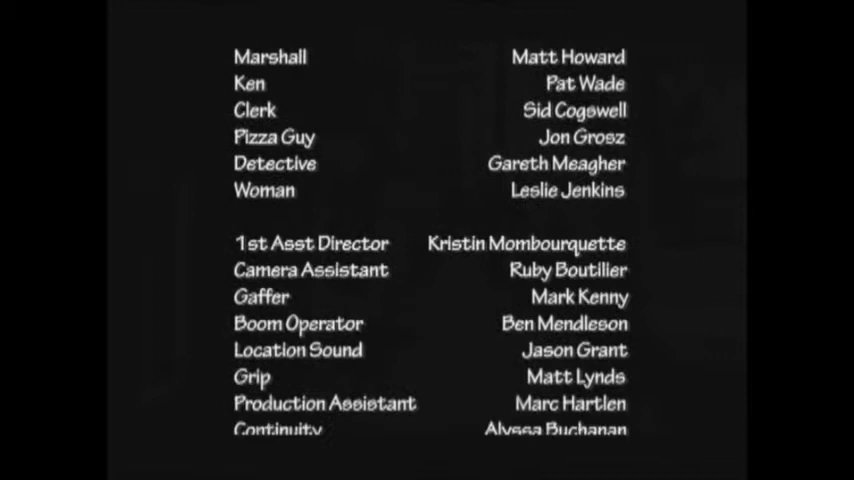 Marshall Matt Howard
Ken Pat Wade
Clerk Sid Cogswell
Pizza Guy Jon Grosz
Detective Gareth Meagher
Woman Leslie Jenkins
1st Asst Director Kristin Mombourquette
Camera Assistant Ruby Boutilier
Gaffer Mark Kenny
Boom Operator Ben Mendleson
Location Sound Jason Grant
Grip Matt Lynds
Production Assistant Marc Hartlen
Continuity Alyssa Buchanan